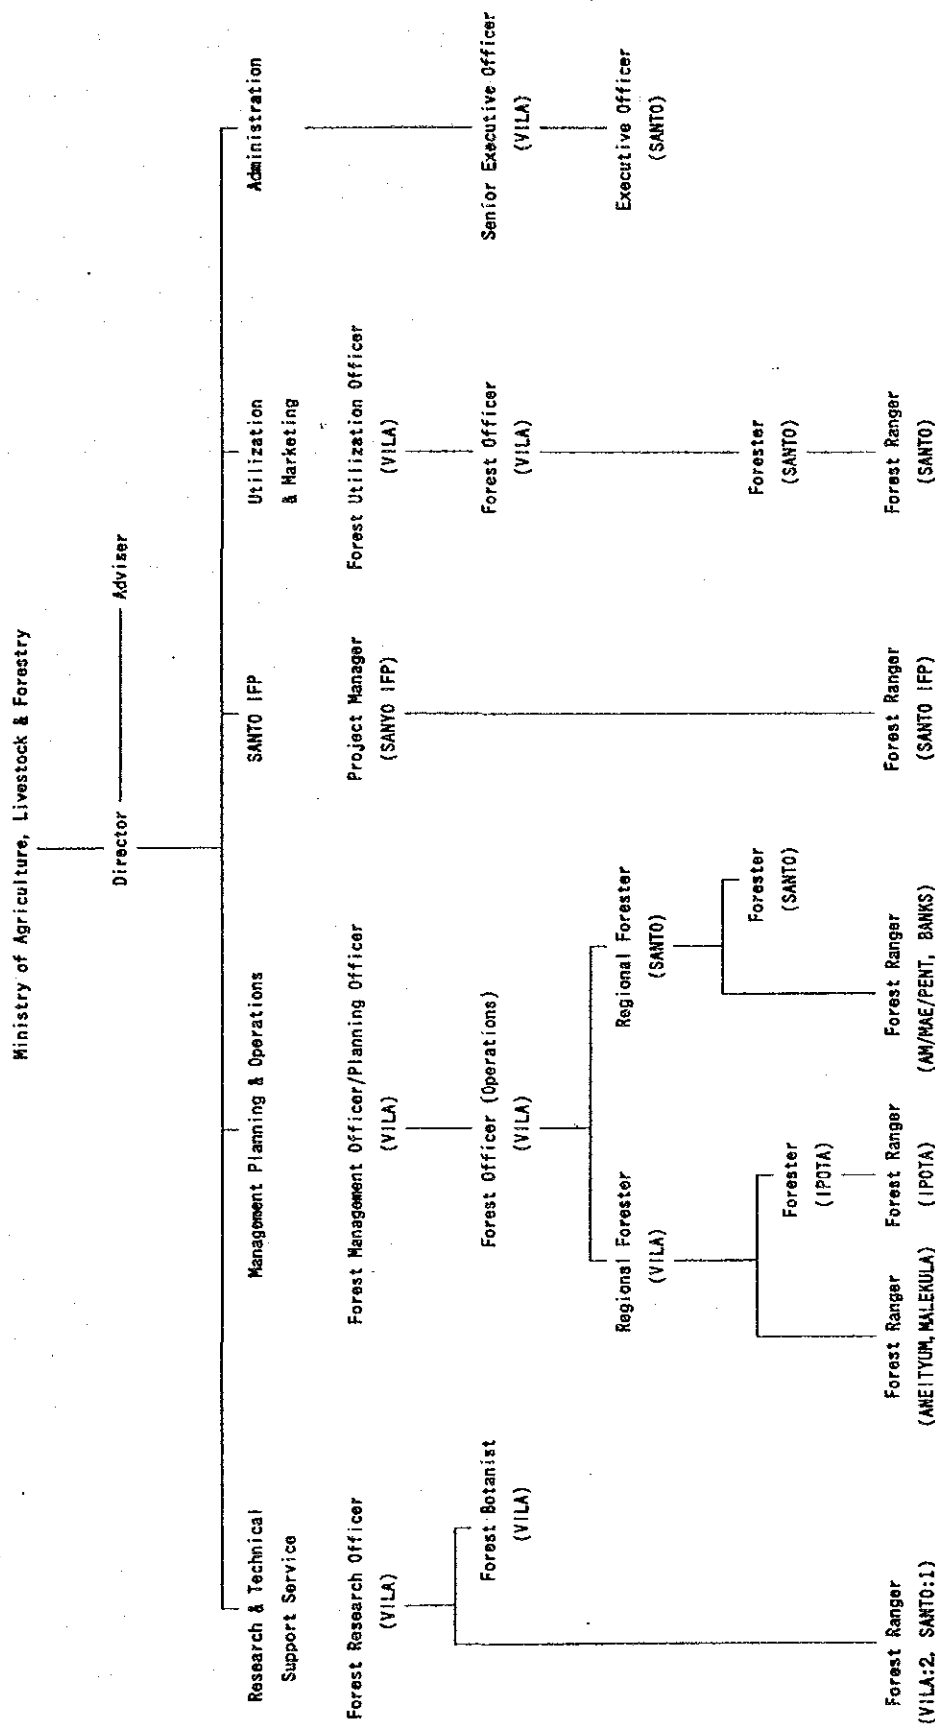 Ministry of Agriculture, Livestock & Forestry
Director
Adviser
Research & Technical
Support Service
Management Planning & Operations
SANTO IFP
Utilization
& Marketing
Administration
Forest Research Officer
(VILA)
Forest Management Officer/Planning Officer
(VILA)
Project Manager
(SANYO IFP)
Forest Utilization Officer
(VILA)
Forest Botanist
(VILA)
Forest Officer (Operations)
(VILA)
Forest Officer
(VILA)
Senior Executive Officer
(VILA)
Regional Forester
(VILA)
Regional Forester
(SANTO)
Executive Officer
(SANTO)
Forester
(IPOTA)
Forester
(SANTO)
Forester
(SANTO)
Forest Ranger
(VILA:2, SANTO:1)
Forest Ranger
(ANEITYUM, MALEKULA)
Forest Ranger
(IPOTA)
Forest Ranger
(AM/MAE/PENT, BANKS)
Forest Ranger
(SANTO IFP)
Forest Ranger
(SANTO)